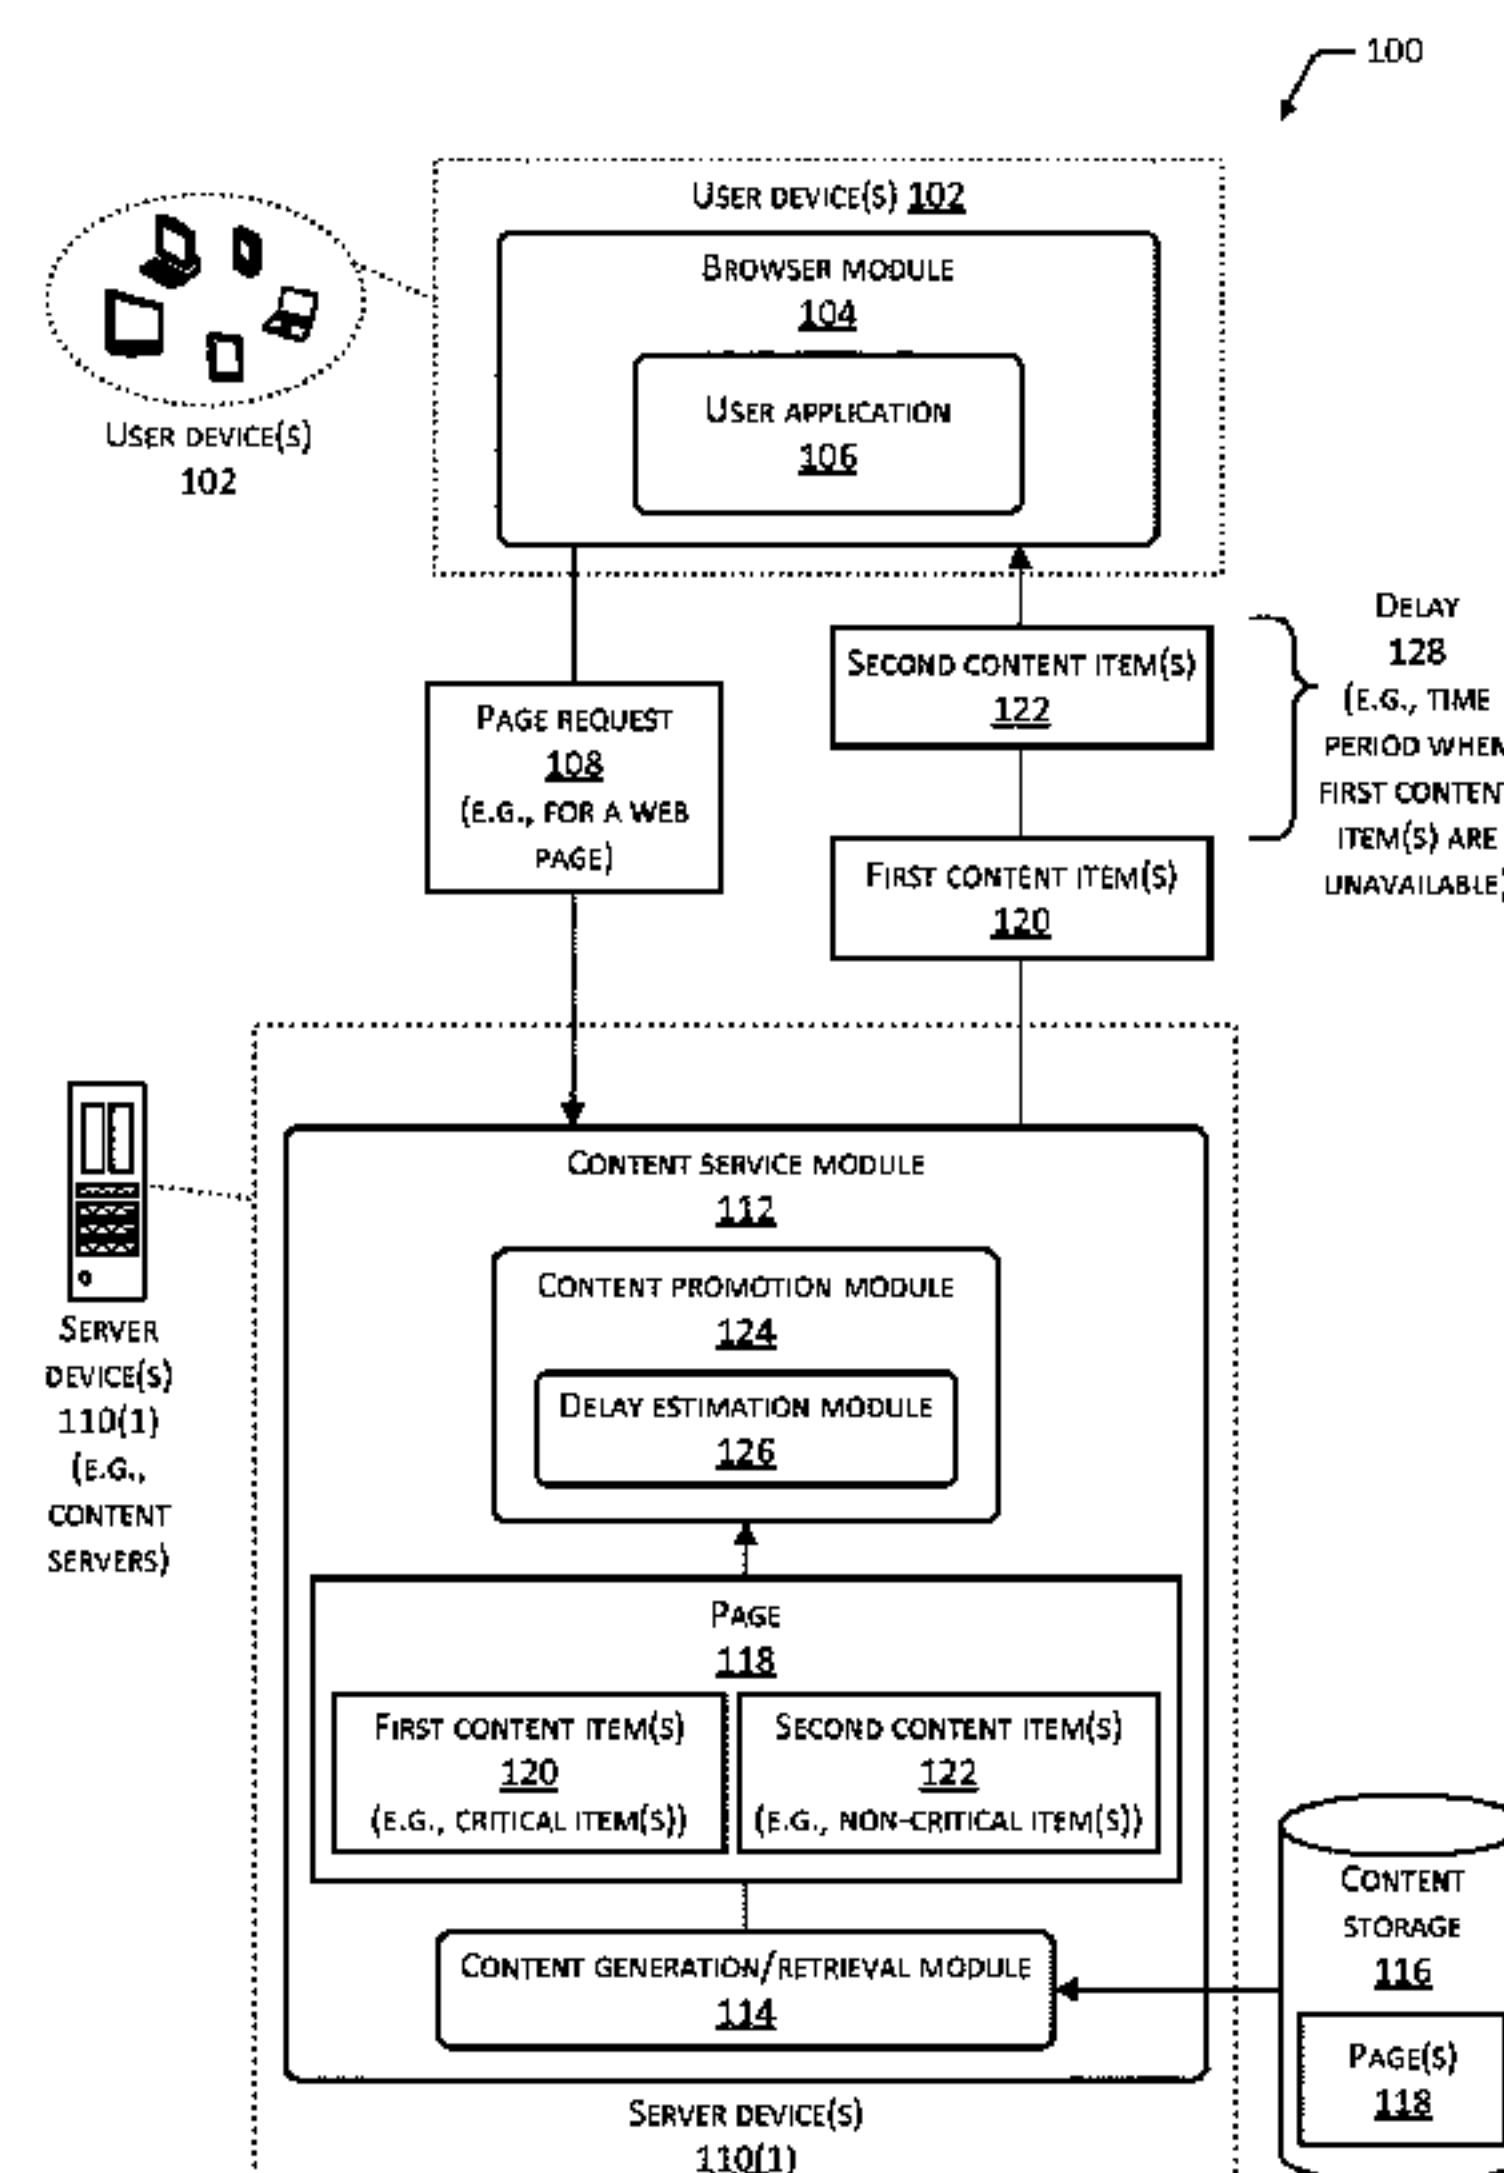 100
USER DEVICE(S) 102
BROWSER MODULE
104
USER APPLICATION
106
USER DEVICE(S)
102
PAGE REQUEST
108
(E.G., FOR A WEB
PAGE)
SECOND CONTENT ITEM(S)
122
FIRST CONTENT ITEM(S)
120
DELAY
128
(E.G., TIME
PERIOD WHEN
FIRST CONTENT
ITEM(S) ARE
UNAVAILABLE)
CONTENT SERVICE MODULE
112
CONTENT PROMOTION MODULE
124
DELAY ESTIMATION MODULE
126
SERVER
DEVICE(S)
110(1)
(E.G.,
CONTENT
SERVERS)
PAGE
118
FIRST CONTENT ITEM(S)
120
(E.G., CRITICAL ITEM(S))
SECOND CONTENT ITEM(S)
122
(E.G., NON-CRITICAL ITEM(S))
CONTENT GENERATION/RETRIEVAL MODULE
114
CONTENT
STORAGE
116
PAGE(S)
118
SERVER DEVICE(S)
110(1)